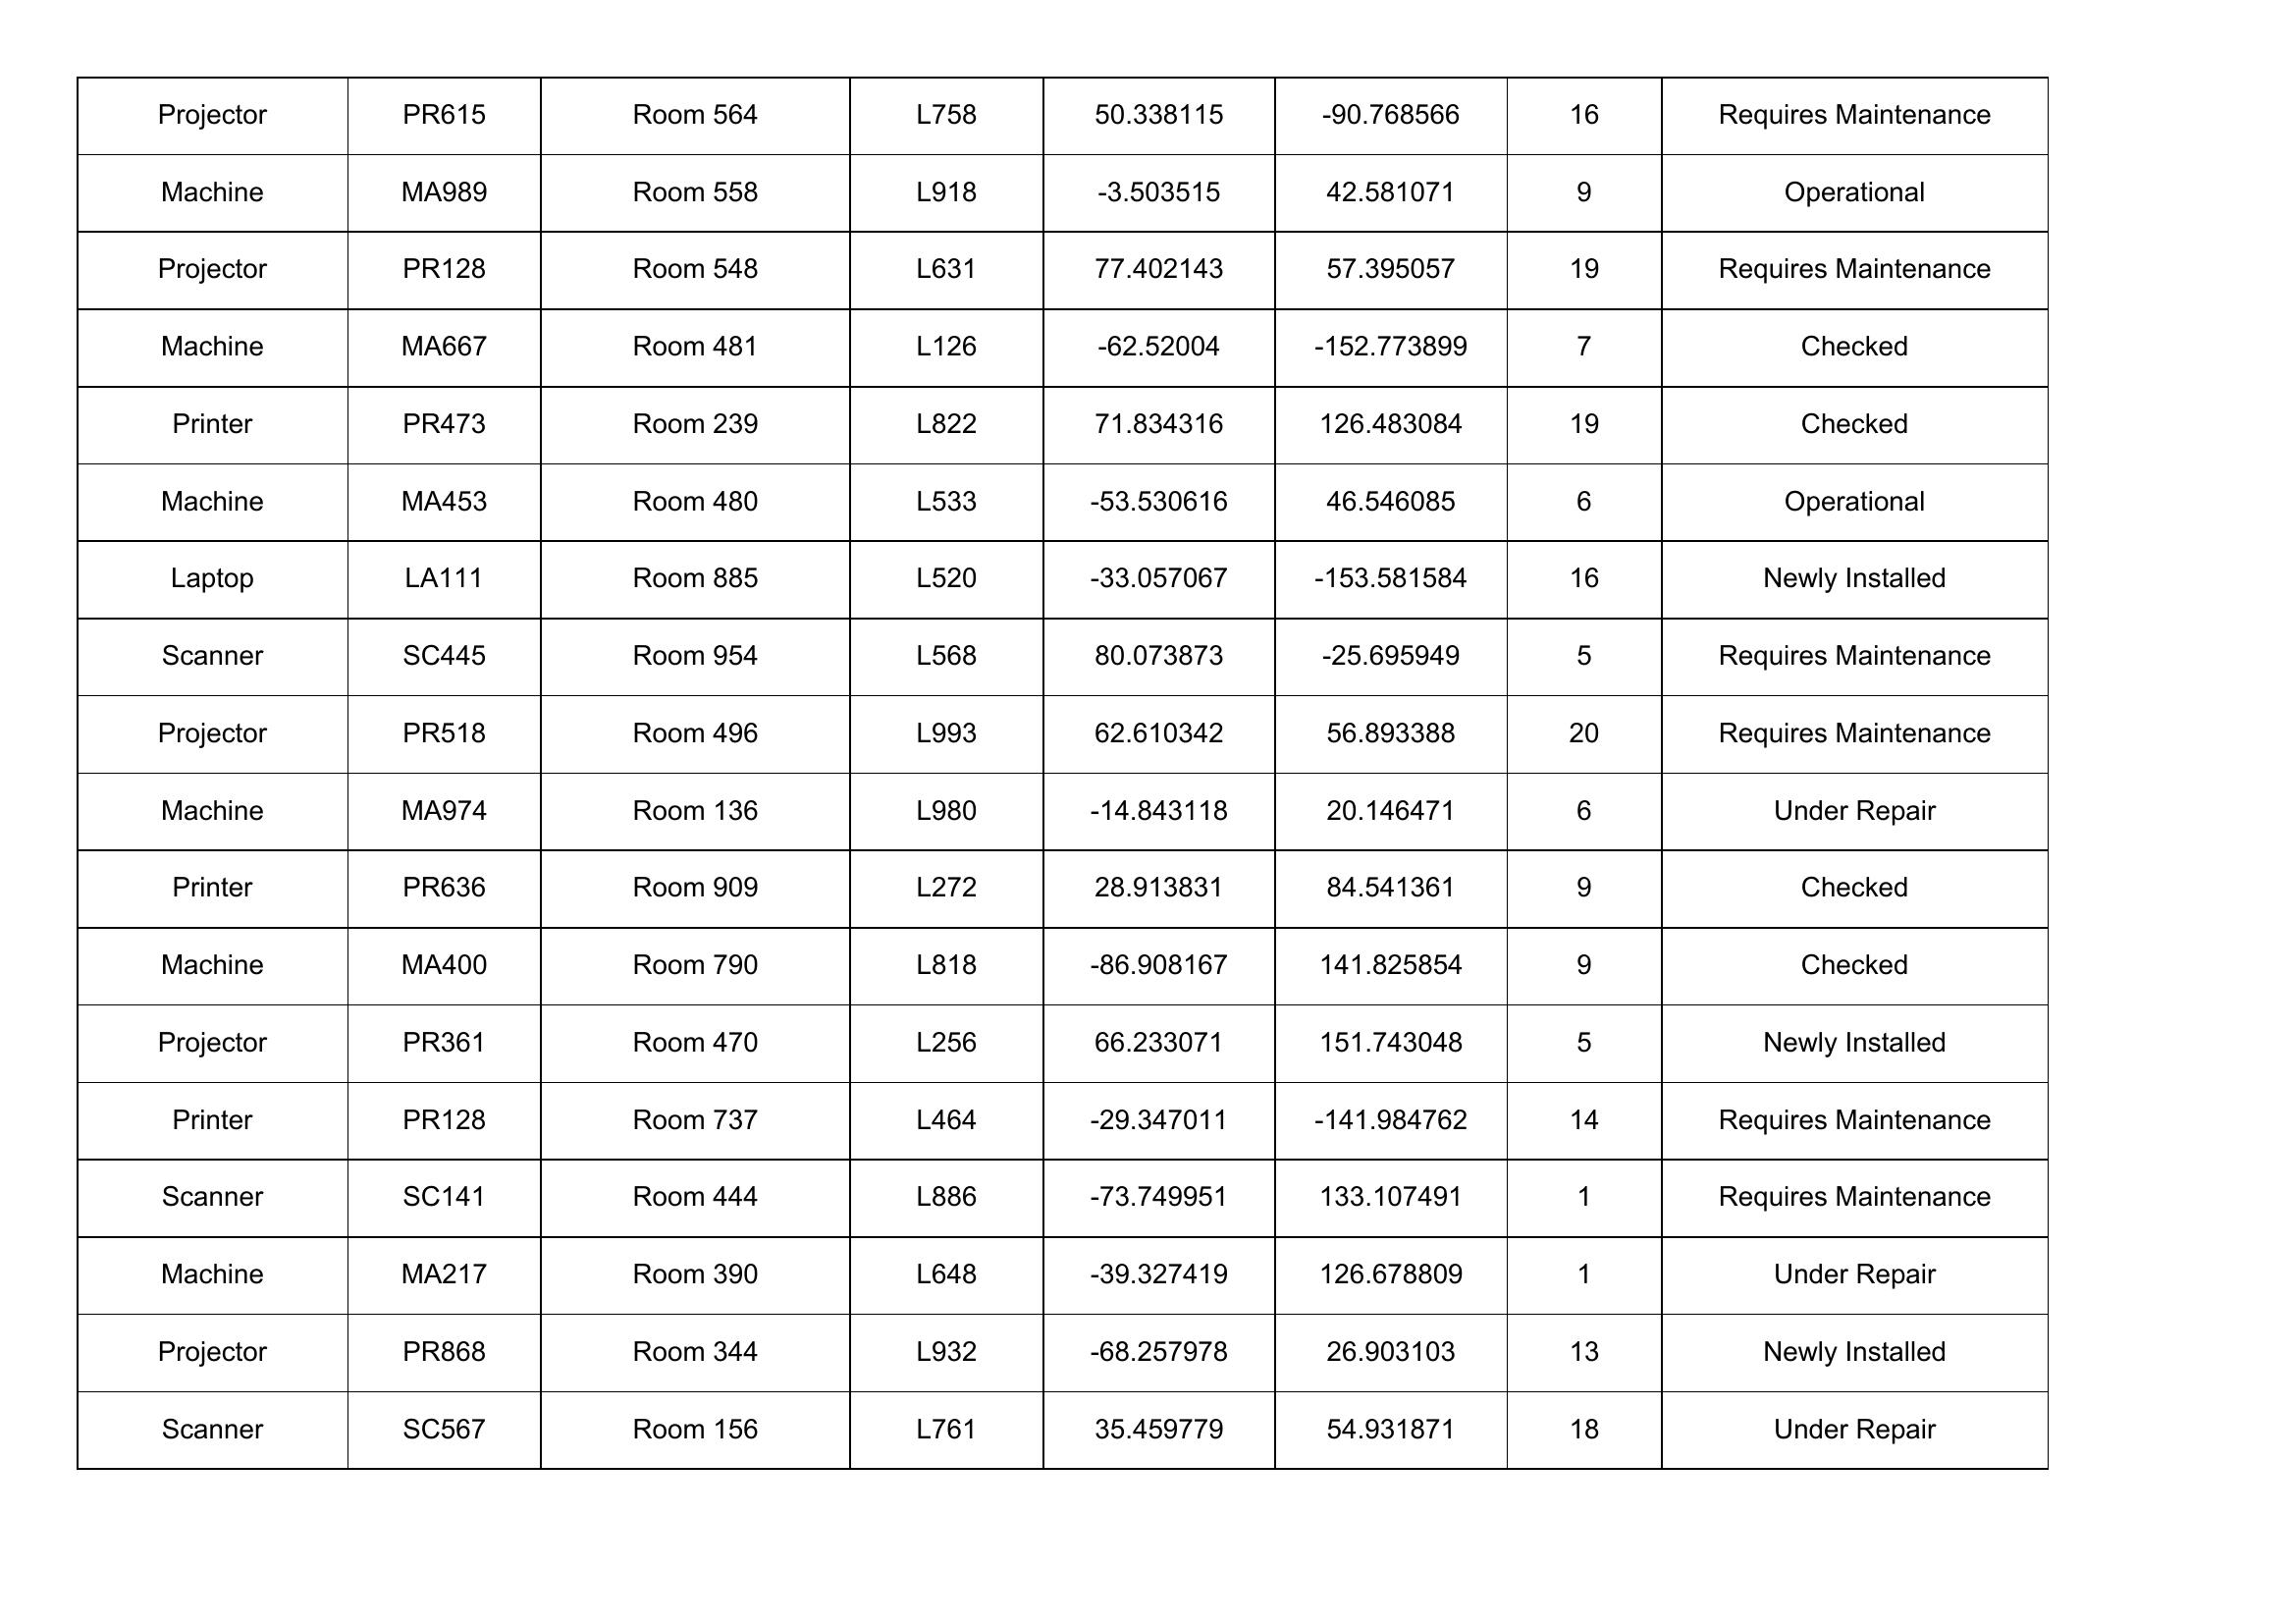 Projector PR615 Room 564 L758 50.338115 -90.768566 16 Requires Maintenance
Machine MA989 Room 558 L918 -3.503515 42.581071 9 Operational
Projector PR128 Room 548 L631 77.402143 57.395057 19 Requires Maintenance
Machine MA667 Room 481 L126 -62.52004 -152.773899 7 Checked
Printer PR473 Room 239 L822 71.834316 126.483084 19 Checked
Machine MA453 Room 480 L533 -53.530616 46.546085 6 Operational
Laptop LA111 Room 885 L520 -33.057067 -153.581584 16 Newly Installed
Scanner SC445 Room 954 L568 80.073873 -25.695949 5 Requires Maintenance
Projector PR518 Room 496 L993 62.610342 56.893388 20 Requires Maintenance
Machine MA974 Room 136 L980 -14.843118 20.146471 6 Under Repair
Printer PR636 Room 909 L272 28.913831 84.541361 9 Checked
Machine MA400 Room 790 L818 -86.908167 141.825854 9 Checked
Projector PR361 Room 470 L256 66.233071 151.743048 5 Newly Installed
Printer PR128 Room 737 L464 -29.347011 -141.984762 14 Requires Maintenance
Scanner SC141 Room 444 L886 -73.749951 133.107491 1 Requires Maintenance
Machine MA217 Room 390 L648 -39.327419 126.678809 1 Under Repair
Projector PR868 Room 344 L932 -68.257978 26.903103 13 Newly Installed
Scanner SC567 Room 156 L761 35.459779 54.931871 18 Under Repair